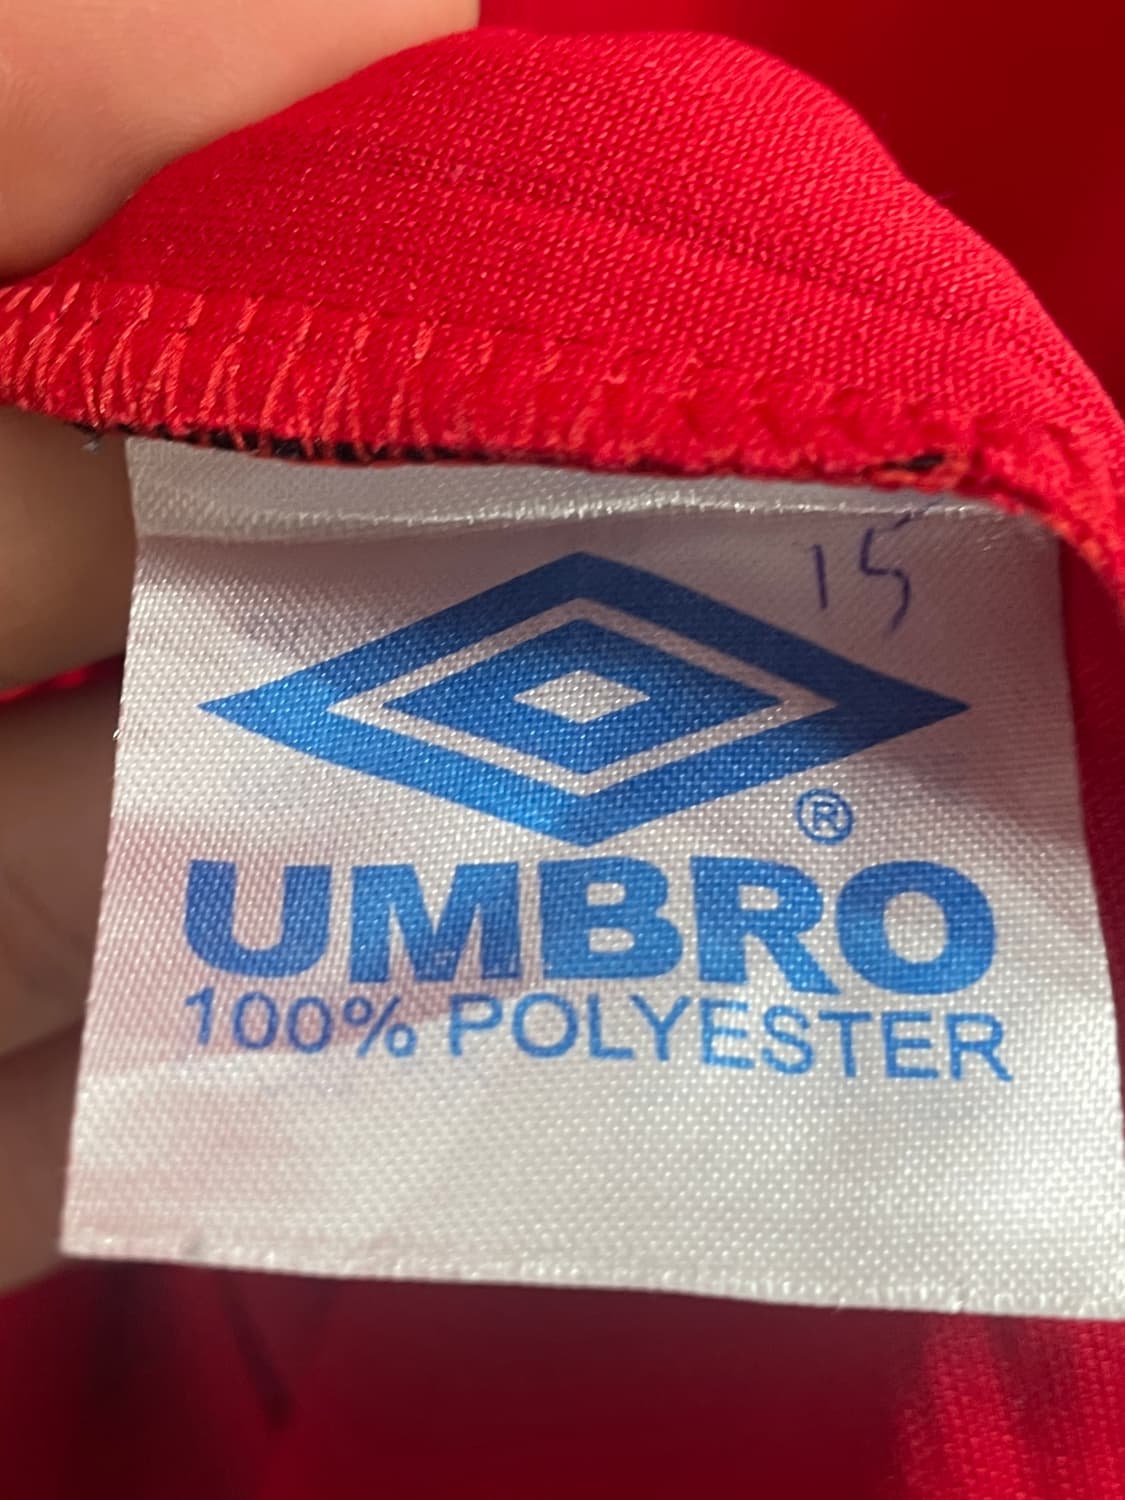 15
®
UMBRO
100% POLYESTER